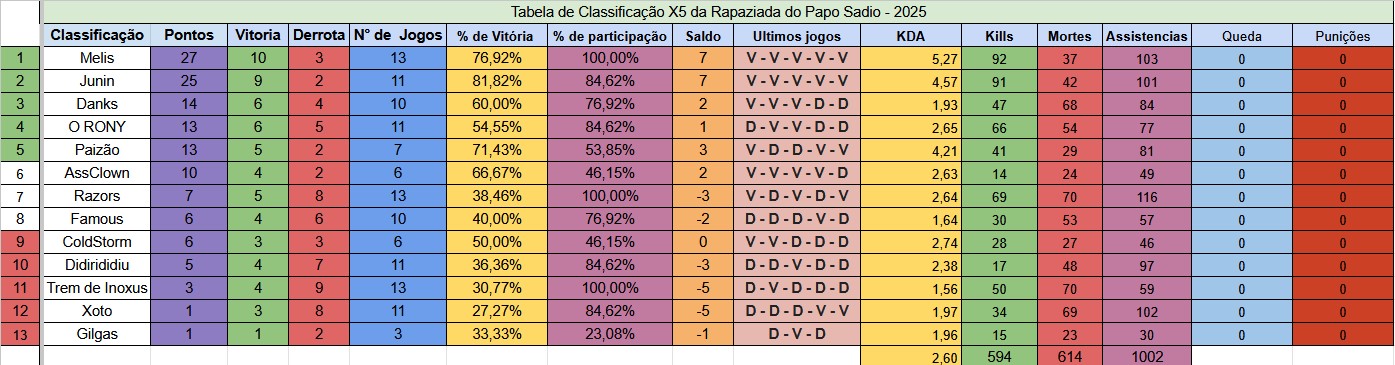 Tabela de Classificação X5 da Rapaziada do Papo Sadio - 2025
Classificação Pontos Vitoria Derrota N° de Jogos % de Vitória % de participação Saldo Ultimos jogos KDA Kills Mortes Assistencias Queda Punições
1 Melis 27 10 3 13 76,92% 100,00% 7 V - V - V - V - V 5,27 92 37 103 0 0
2 Junin 25 9 2 11 81,82% 84,62% 7 V - V - V - V - V 4,57 91 42 101 0 0
3 Danks 14 6 4 10 60,00% 76,92% 2 V - V - V - D - D 1,93 47 68 84 0 0
4 O RONY 13 6 5 11 54,55% 84,62% 1 D - V - V - D - D 2,65 66 54 77 0 0
5 Paizão 13 5 2 7 71,43% 53,85% 3 V - D - D - V - V 4,21 41 29 81 0 0
6 AssClown 10 4 2 6 66,67% 46,15% 2 D - V - V - V - V 2,63 14 24 49 0 0
7 Razors 7 5 8 13 38,46% 100,00% -3 V - D - D - V - V 2,64 69 70 116 0 0
8 Famous 6 4 6 10 40,00% 76,92% -2 D - D - D - V - D 1,64 30 53 57 0 0
9 ColdStorm 6 3 3 6 50,00% 46,15% 0 V - V - D - D - D 2,74 28 27 46 0 0
10 Didirididiu 5 4 7 11 36,36% 84,62% -3 D - D - V - D - D 2,38 17 48 97 0 0
11 Trem de Inoxus 3 4 9 13 30,77% 100,00% -5 V - D - D - D - D 1,56 50 70 59 0 0
12 Xoto 1 3 8 11 27,27% 84,62% -5 D - D - D - V - V 1,97 34 69 102 0 0
13 Gilgas 1 1 2 3 33,33% 23,08% -1 D - V - D 1,96 15 23 30 0 0
2,60 594 614 1002